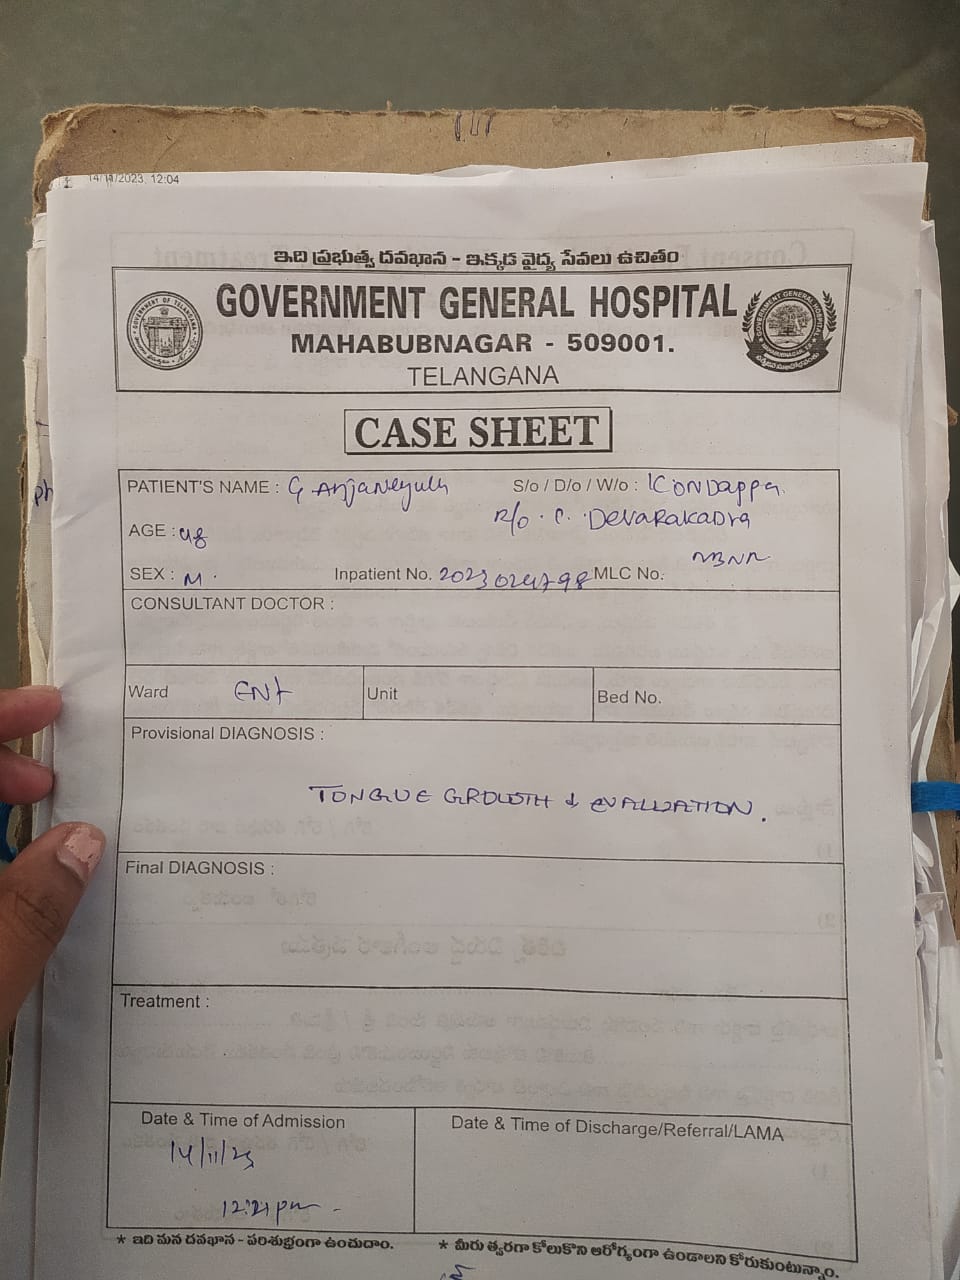 14/11/2023, 12:04
ఇది ప్రభుత్వ దవఖాన - ఇక్కడ వైద్య సేవలు ఉచితం
GOVERNMENT GENERAL HOSPITAL
MAHABUBNAGAR - 509001.
TELANGANA
CASE SHEET
PATIENT'S NAME : G Anjaneyulu S/o / D/o / W/o : Kondappa.
R/o. C. Devarakadra
AGE : 48
MBNR
SEX : M. Inpatient No. 2023024798 MLC No.
CONSULTANT DOCTOR :
Ward ENT Unit Bed No.
Provisional DIAGNOSIS :
TONGUE GROWTH & EVALUATION.
Final DIAGNOSIS :
Treatment :
Date & Time of Admission Date & Time of Discharge/Referral/LAMA
14/11/23
12:21 pm
* ఇది మన దవఖాన - పరిశుభ్రంగా ఉంచుదాం. * మీరు త్వరగా కోలుకొని ఆరోగ్యంగా ఉండాలని కోరుకుంటున్నాం.